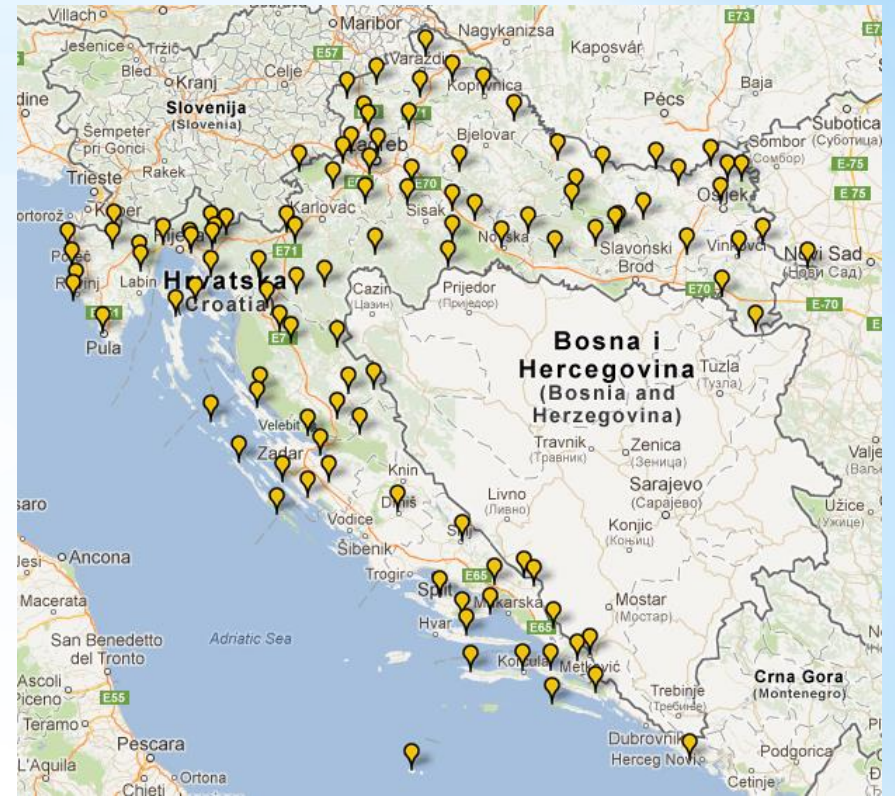 Villach
Maribor
E73
Nagykanizsa
Jesenice
Tržič
E57
Kaposvár
Bled
Kranj
Celje
Varaždi
Koprivnica
Baja
dine
Slovenija
(Slovenia)
E71
Pécs
Subotica
(Суботица)
Sempeter
pri Gorici
Zagreb
Bjelovar
Sombor
(Сомбор)
E-75
Trieste
Rakek
E70
Osijek
E 75
ortorož
Koper
Karlovac
Sisak
Rijeka
Novska
Slavonski
Brod
Vinkovci
Novi Sad
(Нови Сад)
Poreč
E71
Rovinj
Labin
Hrvatska
(Croatia)
Cazin
(Цазин)
Prijedor
(Приједор)
E70
E-70
Pula
E71
Bosna i
Hercegovina
(Bosnia and
Herzegovina)
Tuzla
(Тузла)
Velebit
Travnik
(Травник)
Zenica
(Зеница)
Valje
Zadar
Knin
Sarajevo
(Сарајево)
saro
Drniš
Livno
(Ливно)
Užice
(Ужице)
Vodice
Sinj
Konjic
(Коњиц)
Jesi
Ancona
Šibenik
Trogir
E65
Macerata
Split
Makarska
Mostar
(Мостар)
San Benedetto
del Tronto
Adriatic Sea
Hvar
E65
Ascoli
Piceno
Korčula
Metković
Crna Gora
(Montenegro)
E55
Trebinje
(Требиње)
Teramo
Pescara
Dubrovnik
Herceg Novi
Podgorica
L'Aquila
Ortona
Chieti
Cetinje